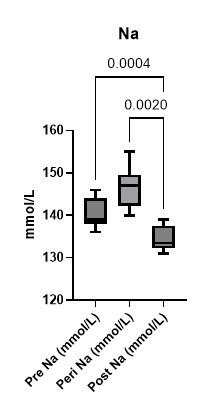 Na
0.0004
0.0020
160
150
140
130
120
mmol/L
Pre Na (mmol/L)
Peri Na (mmol/L)
Post Na (mmol/L)